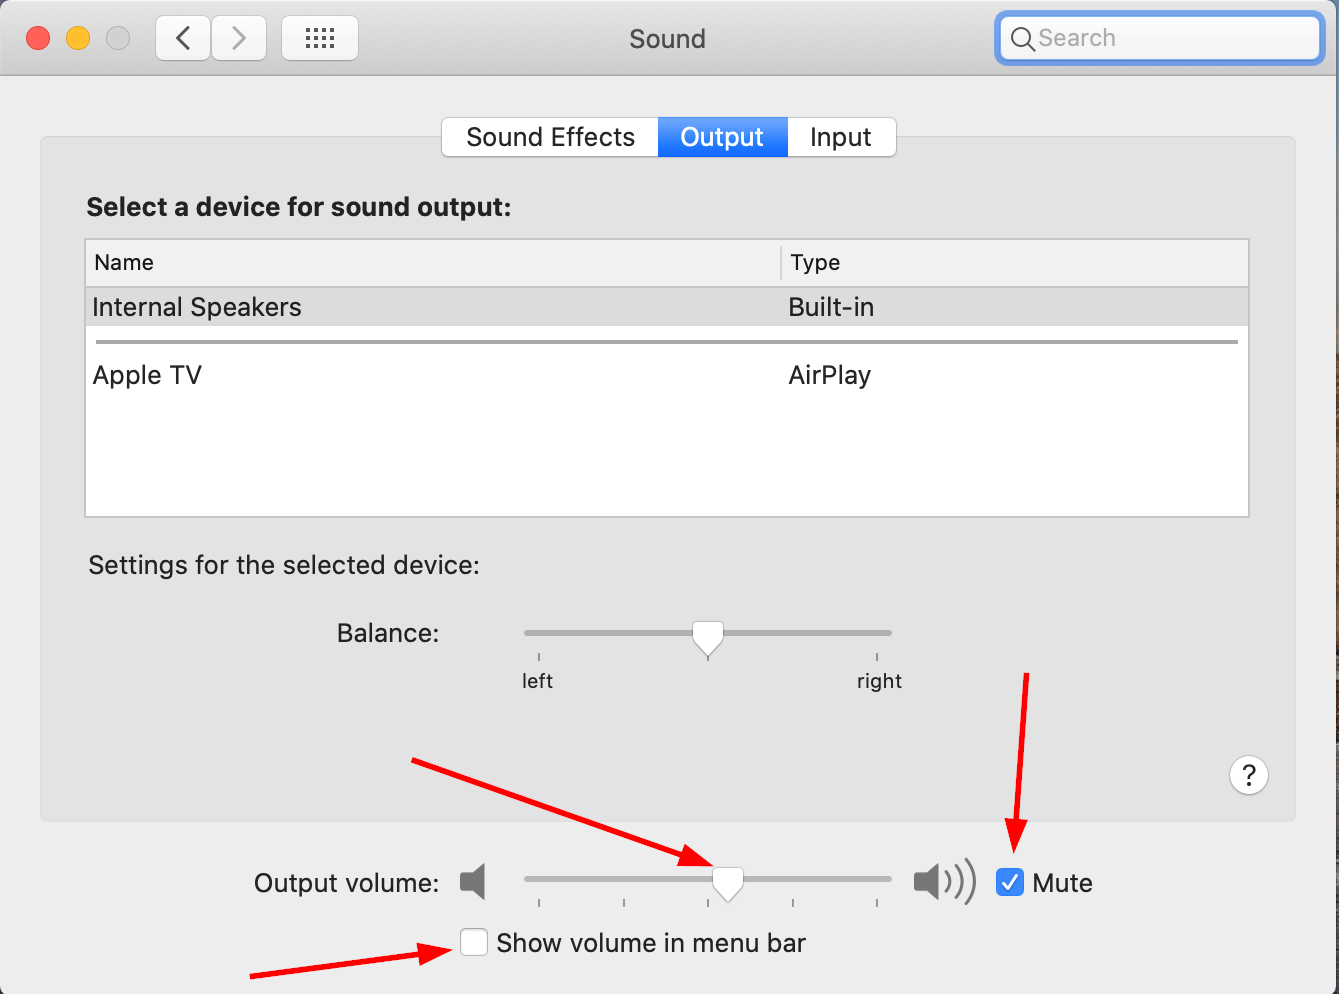 Sound
Search
Sound Effects Output Input
Select a device for sound output:
Name Type
Internal Speakers Built-in
Apple TV AirPlay
Settings for the selected device:
Balance:
left right
?
Output volume: Mute
Show volume in menu bar